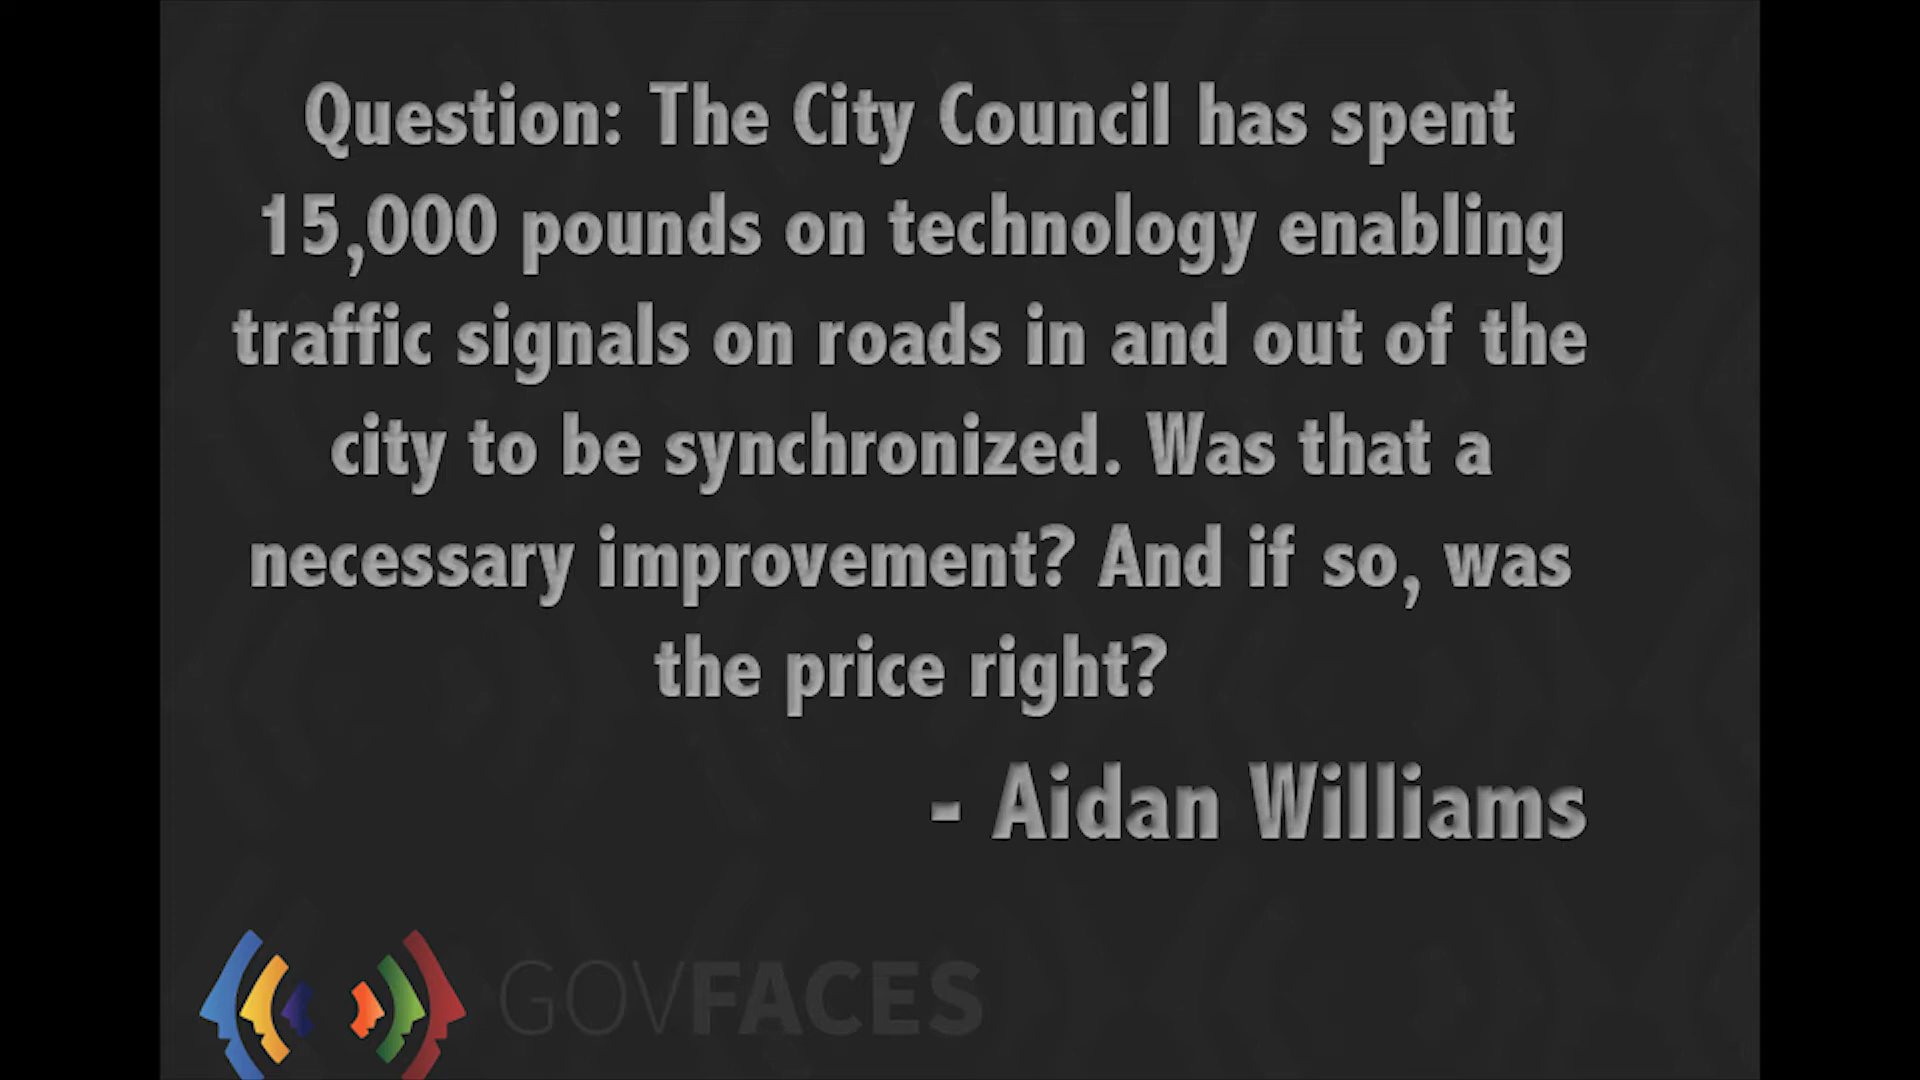 Question: The City Council has spent
15,000 pounds on technology enabling
traffic signals on roads in and out of the
city to be synchronized. Was that a
necessary improvement? And if so, was
the price right?
- Aidan Williams
GOVFACES